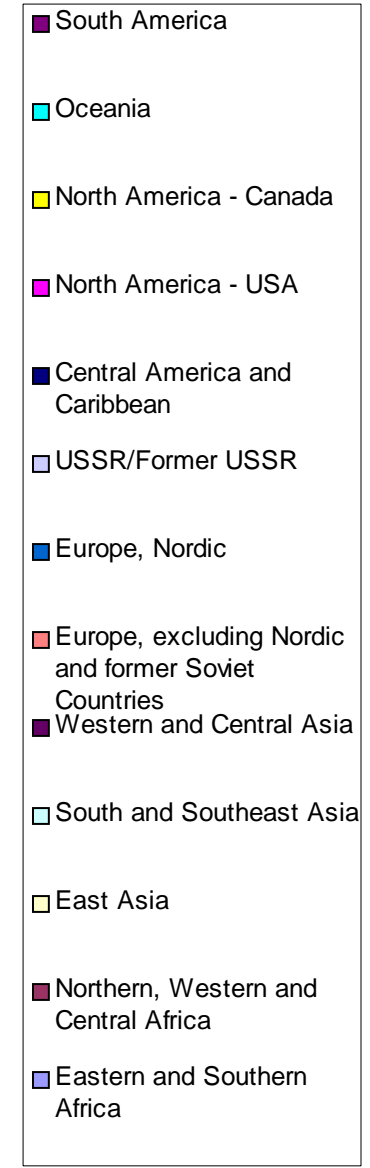 South America
Oceania
North America - Canada
North America - USA
Central America and
Caribbean
USSR/Former USSR
Europe, Nordic
Europe, excluding Nordic
and former Soviet
Countries
Western and Central Asia
South and Southeast Asia
East Asia
Northern, Western and
Central Africa
Eastern and Southern
Africa